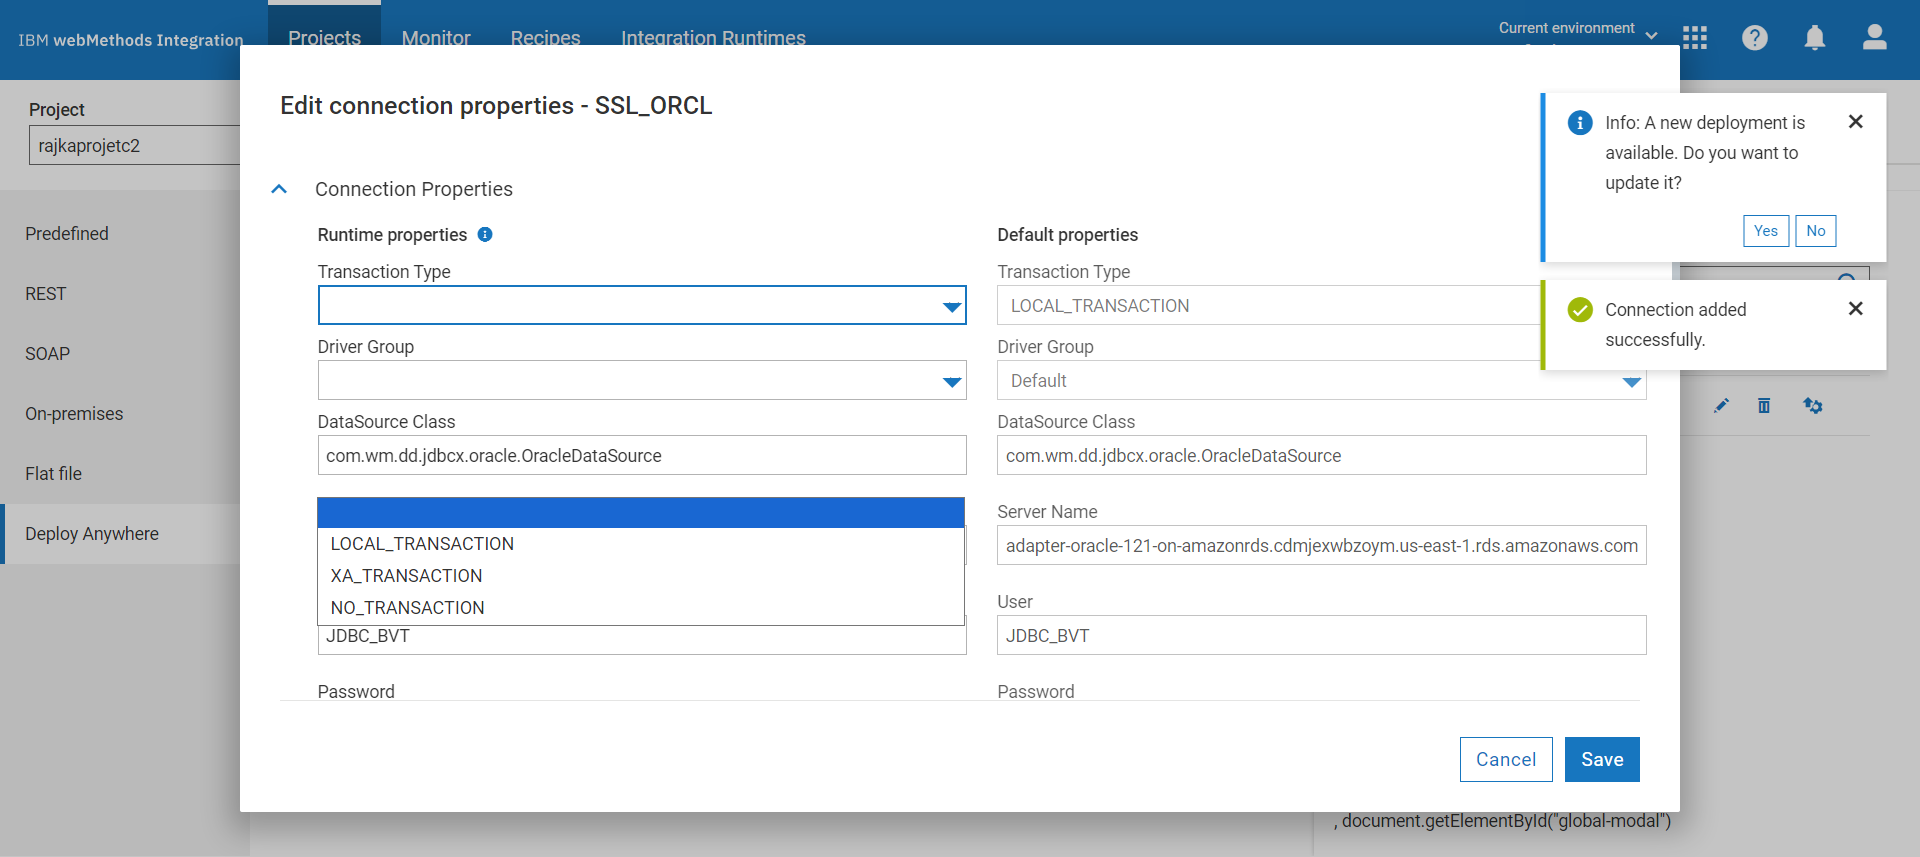 IBM webMethods Integration
Projects
Monitor
Recipes
Integration Runtimes
Current environment
Project
rajkaprojetc2
Predefined
REST
SOAP
On-premises
Flat file
Deploy Anywhere
Edit connection properties - SSL_ORCL
Connection Properties
Runtime properties
Default properties
Transaction Type
Transaction Type
LOCAL_TRANSACTION
Driver Group
Driver Group
Default
DataSource Class
DataSource Class
com.wm.dd.jdbcx.oracle.OracleDataSource
com.wm.dd.jdbcx.oracle.OracleDataSource
LOCAL_TRANSACTION
XA_TRANSACTION
NO_TRANSACTION
Server Name
adapter-oracle-121-on-amazonrds.cdmjexwbzoym.us-east-1.rds.amazonaws.com
User
JDBC_BVT
JDBC_BVT
Password
Password
Cancel
Save
Info: A new deployment is
available. Do you want to
update it?
Yes
No
Connection added
successfully.
, document.getElementById("global-modal")